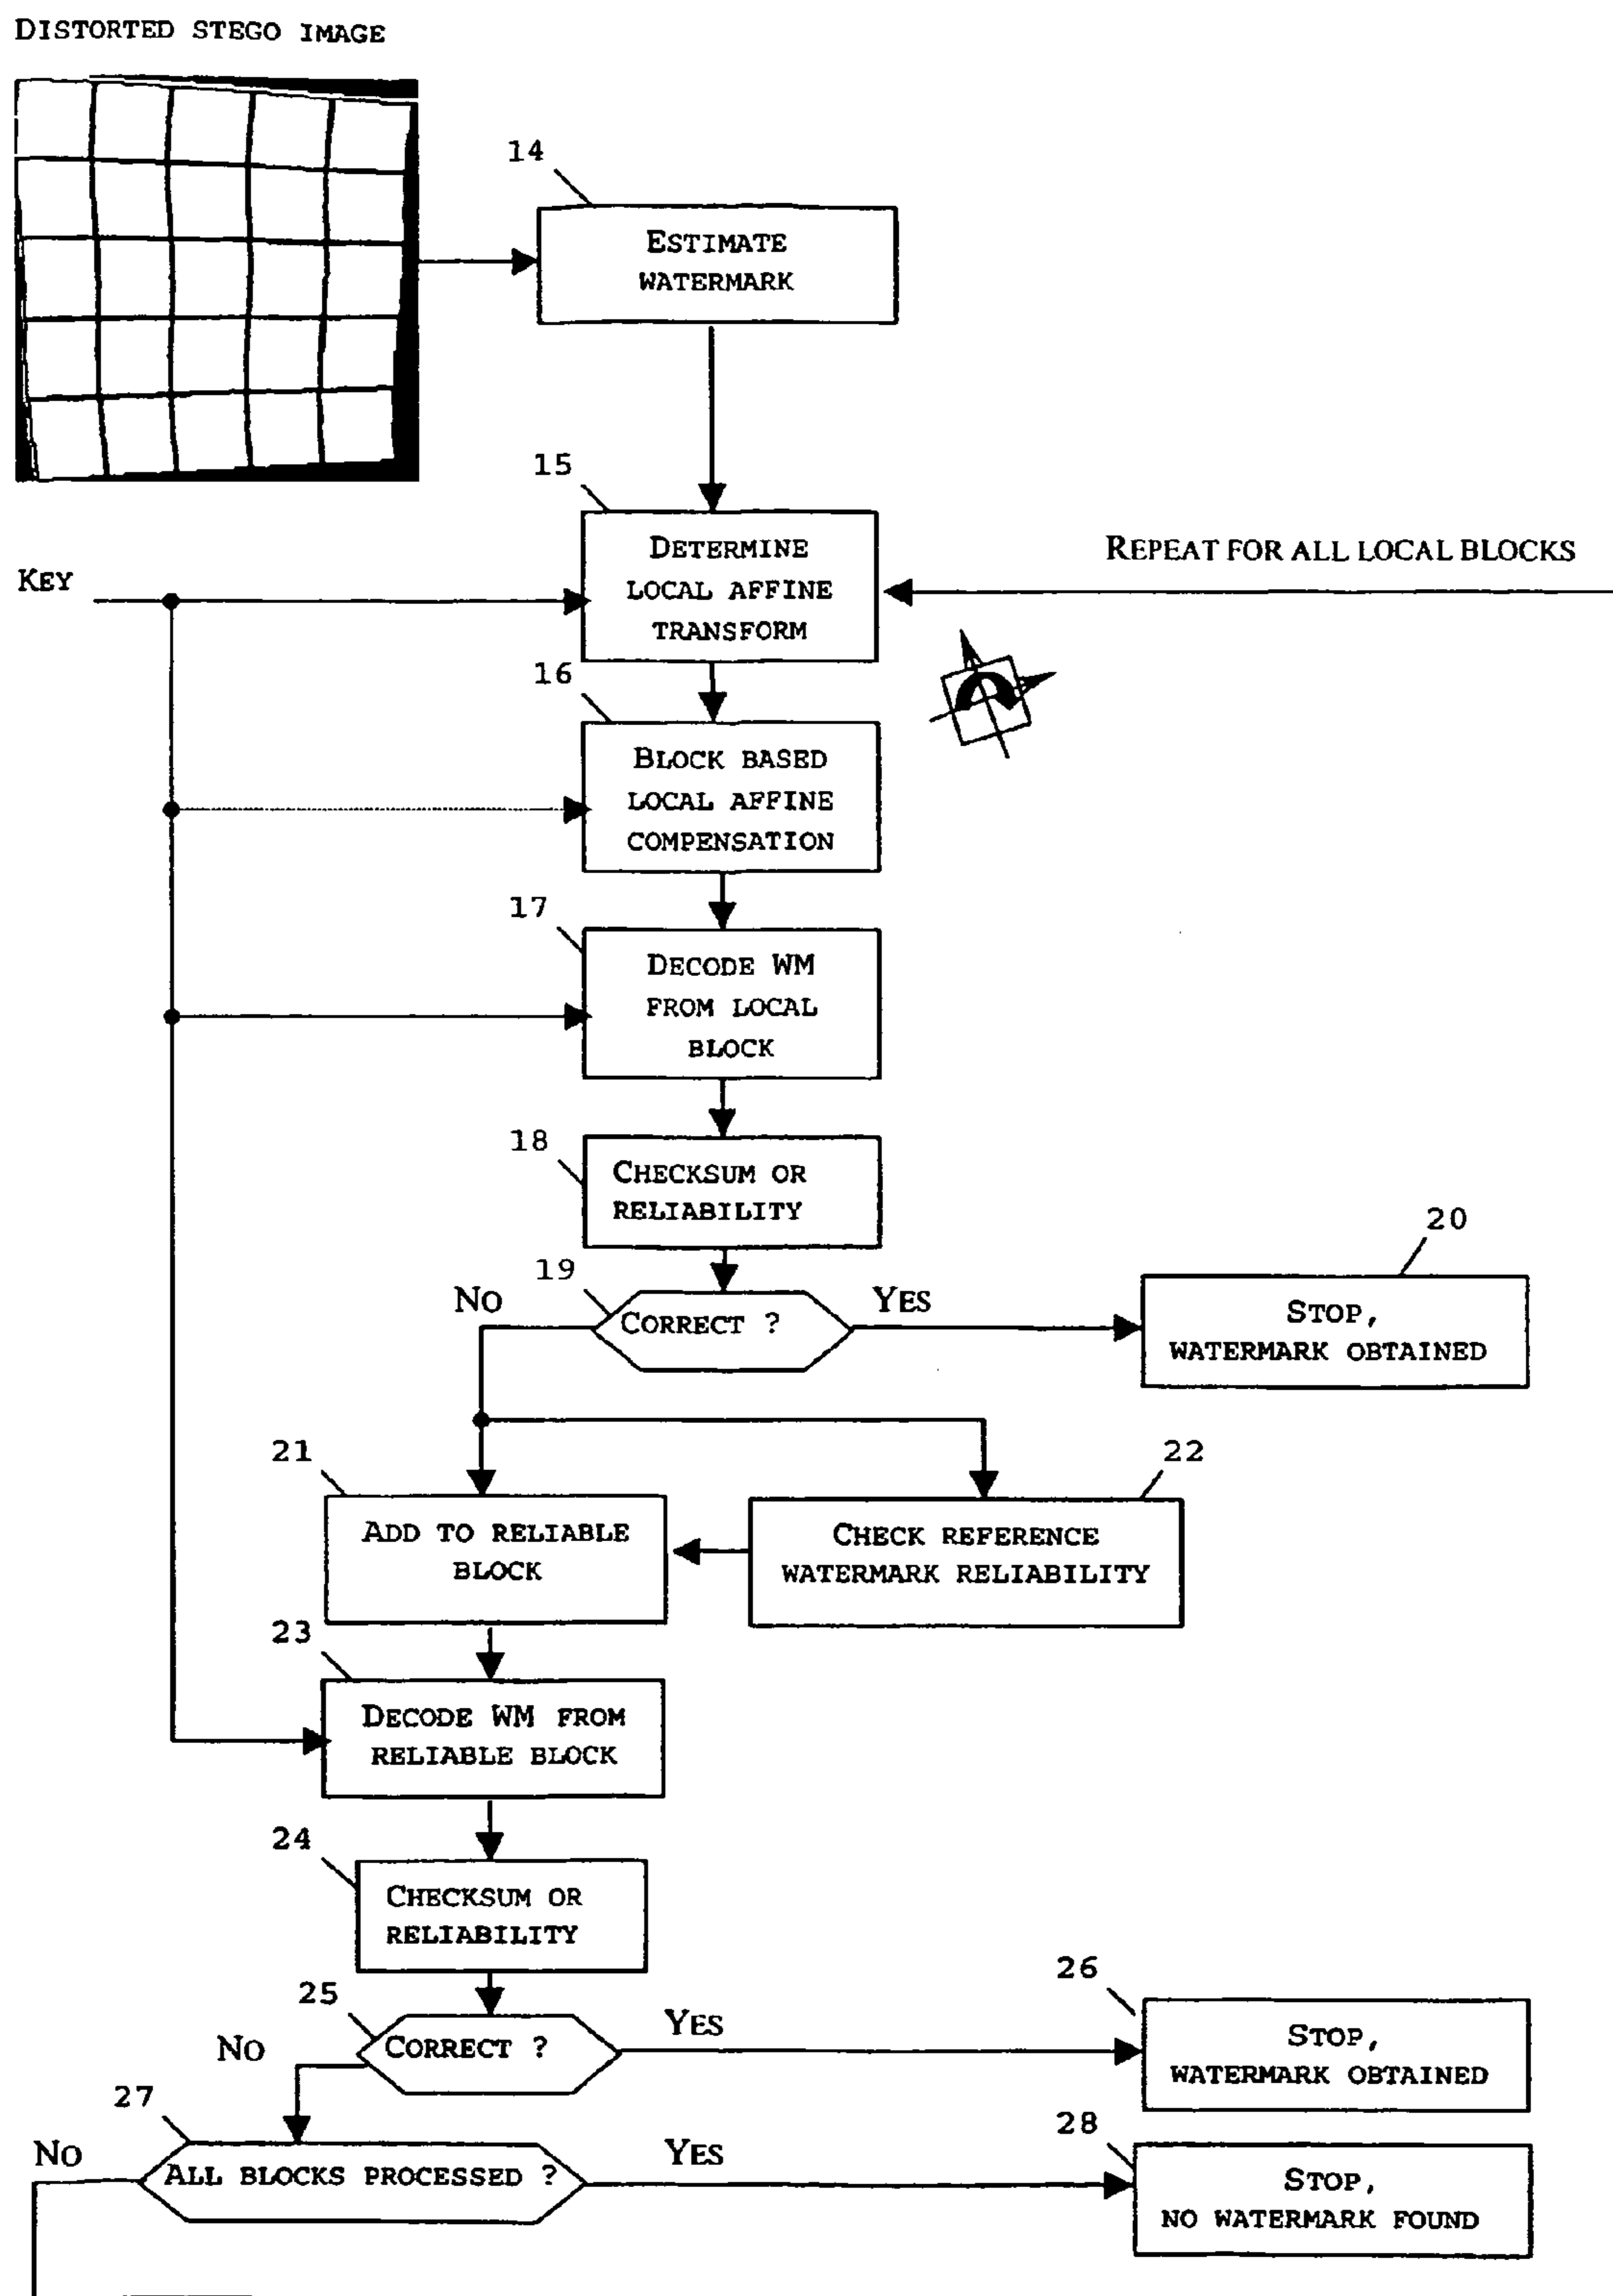 DISTORTED STEGO IMAGE
14
ESTIMATE
WATERMARK
15
DETERMINE
LOCAL AFFINE
TRANSFORM
REPEAT FOR ALL LOCAL BLOCKS
KEY
16
BLOCK BASED
LOCAL AFFINE
COMPENSATION
17
DECODE WM
FROM LOCAL
BLOCK
18
CHECKSUM OR
RELIABILITY
19
NO
CORRECT ?
YES
20
STOP,
WATERMARK OBTAINED
21
ADD TO RELIABLE
BLOCK
22
CHECK REFERENCE
WATERMARK RELIABILITY
23
DECODE WM FROM
RELIABLE BLOCK
24
CHECKSUM OR
RELIABILITY
25
NO
CORRECT ?
YES
26
STOP,
WATERMARK OBTAINED
27
NO
ALL BLOCKS PROCESSED ?
YES
28
STOP,
NO WATERMARK FOUND